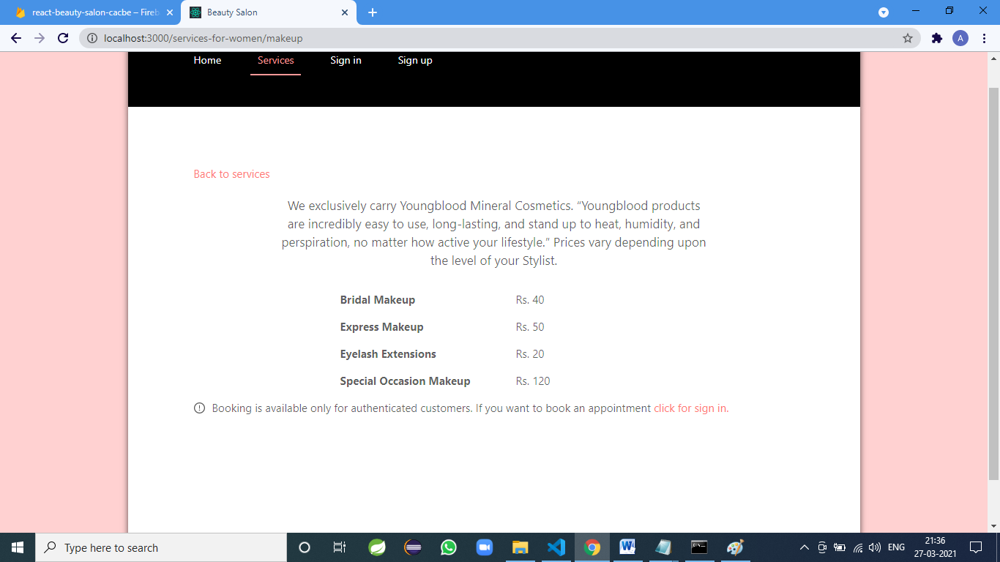 react-beauty-salon-cacbe – Fireb
Beauty Salon
localhost:3000/services-for-women/makeup
A
Home
Services
Sign in
Sign up
Back to services
We exclusively carry Youngblood Mineral Cosmetics. “Youngblood products
are incredibly easy to use, long-lasting, and stand up to heat, humidity, and
perspiration, no matter how active your lifestyle.” Prices vary depending upon
the level of your Stylist.
Bridal Makeup Rs. 40
Express Makeup Rs. 50
Eyelash Extensions Rs. 20
Special Occasion Makeup Rs. 120
Booking is available only for authenticated customers. If you want to book an appointment click for sign in.
Type here to search
ENG
21:36
27-03-2021